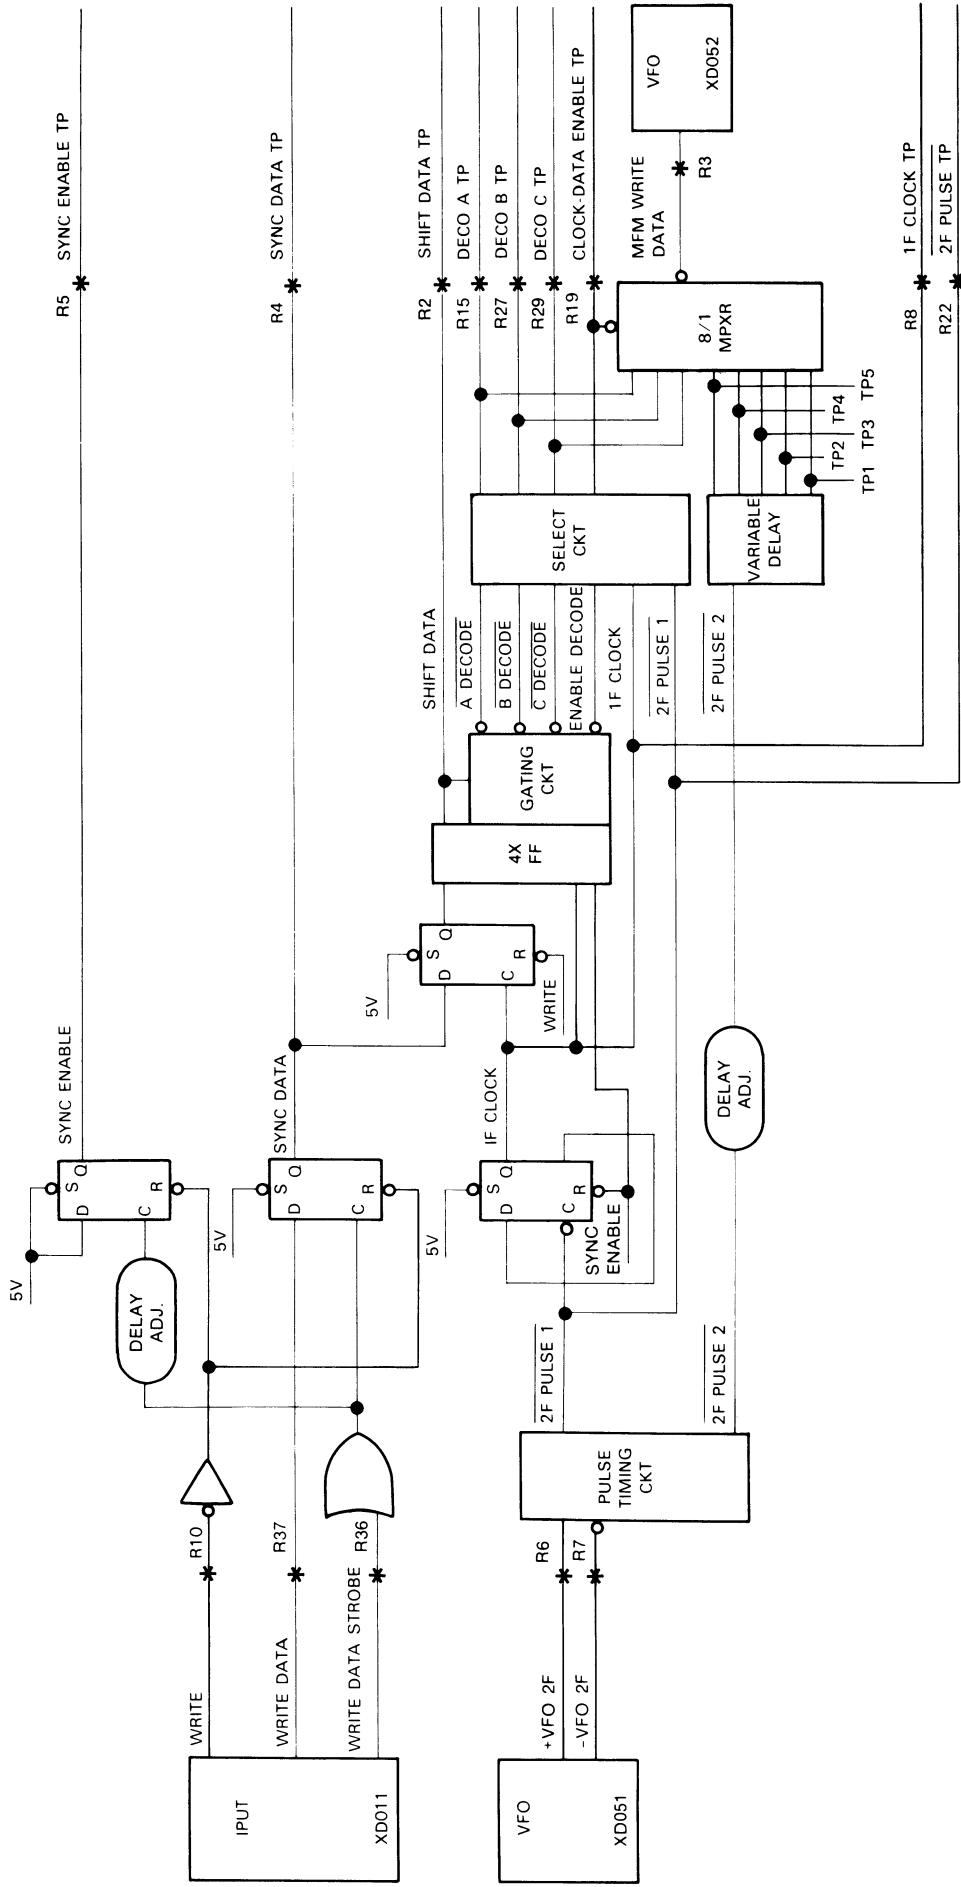 IPUT
XD011
WRITE
WRITE DATA
WRITE DATA STROBE
R10
R37
R36
DELAY
ADJ.
5V
S
D
Q
C
R
SYNC ENABLE
R5
SYNC ENABLE TP
5V
S
D
Q
C
R
SYNC DATA
R4
SYNC DATA TP
VFO
XD051
+VFO 2F
-VFO 2F
R6
R7
PULSE
TIMING
CKT
2F PULSE 1
2F PULSE 2
5V
S
D
Q
C
R
SYNC
ENABLE
IF CLOCK
DELAY
ADJ.
5V
S
D
Q
C
R
WRITE
4X
FF
GATING
CKT
SHIFT DATA
A DECODE
B DECODE
C DECODE
ENABLE DECODE
1F CLOCK
2F PULSE 1
2F PULSE 2
SELECT
CKT
VARIABLE
DELAY
TP1
TP2
TP3
TP4
TP5
8/1
MPXR
R2
SHIFT DATA TP
R15
DECO A TP
R27
DECO B TP
R29
DECO C TP
R19
CLOCK-DATA ENABLE TP
MFM WRITE
DATA
R3
VFO
XD052
R8
1F CLOCK TP
R22
2F PULSE TP